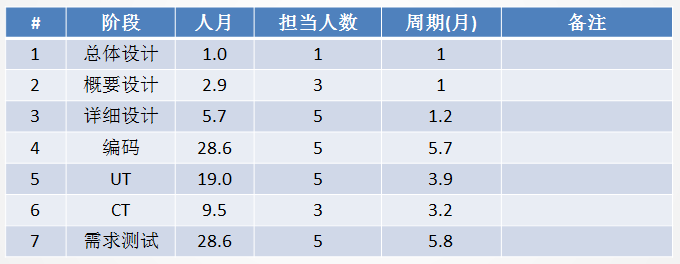 # 阶段 人月 担当人数 周期(月) 备注
1 总体设计 1.0 1 1
2 概要设计 2.9 3 1
3 详细设计 5.7 5 1.2
4 编码 28.6 5 5.7
5 UT 19.0 5 3.9
6 CT 9.5 3 3.2
7 需求测试 28.6 5 5.8